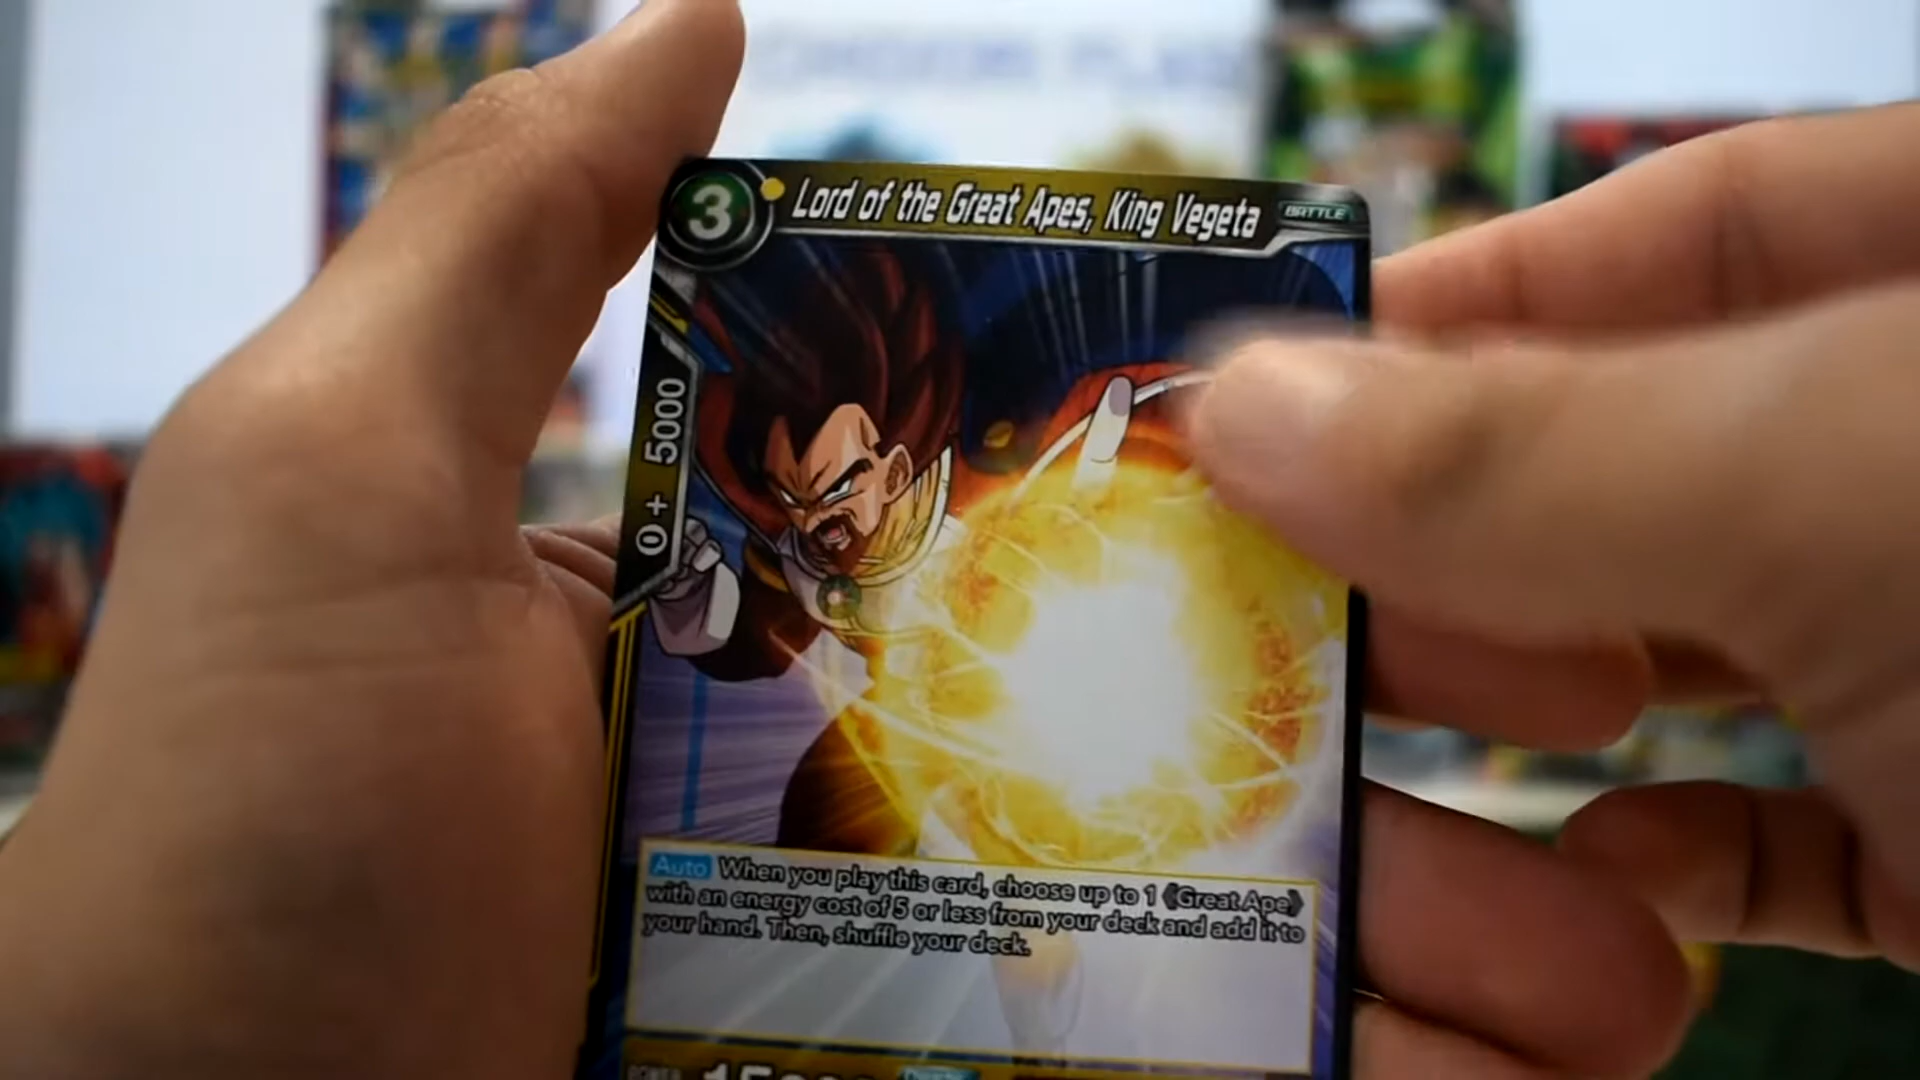 3 Lord of the Great Apes, King Vegeta BATTLE
0 + 5000
Auto When you play this card, choose up to 1 《Great Ape》
with an energy cost of 5 or less from your deck and add it to
your hand. Then, shuffle your deck.
POWER